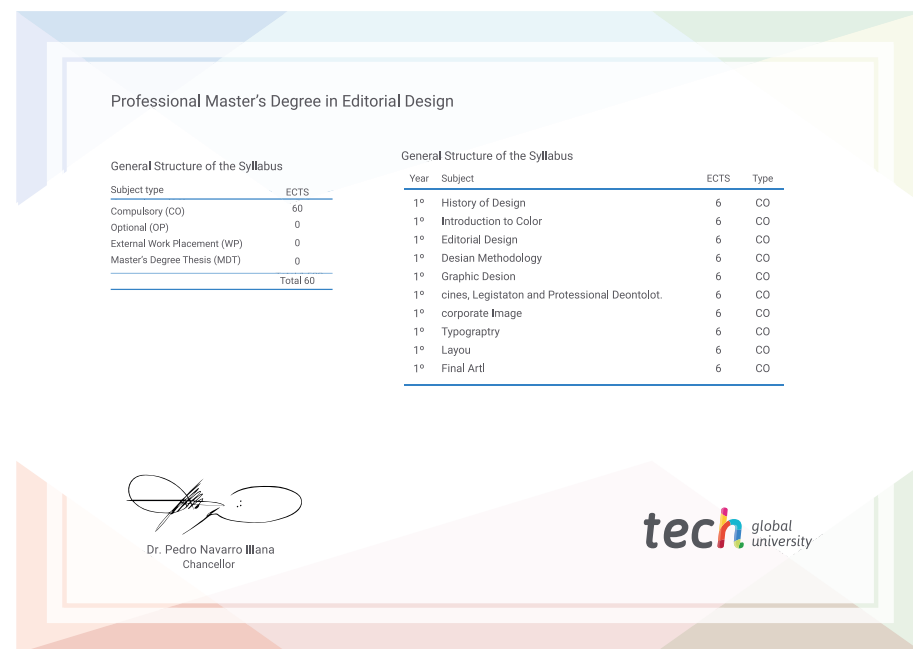 Professional Master's Degree in Editorial Design
General Structure of the Syllabus
Subject type ECTS
Compulsory (CO) 60
Optional (OP) 0
External Work Placement (WP) 0
Master's Degree Thesis (MDT) 0
Total 60
General Structure of the Syllabus
Year Subject ECTS Type
1º History of Design 6 CO
1º Introduction to Color 6 CO
1º Editorial Design 6 CO
1º Desian Methodology 6 CO
1º Graphic Desion 6 CO
1º cines, Legistaton and Protessional Deontolot. 6 CO
1º corporate Image 6 CO
1º Typograptry 6 CO
1º Layou 6 CO
1º Final Artl 6 CO
Dr. Pedro Navarro Illana
Chancellor
tech global
university